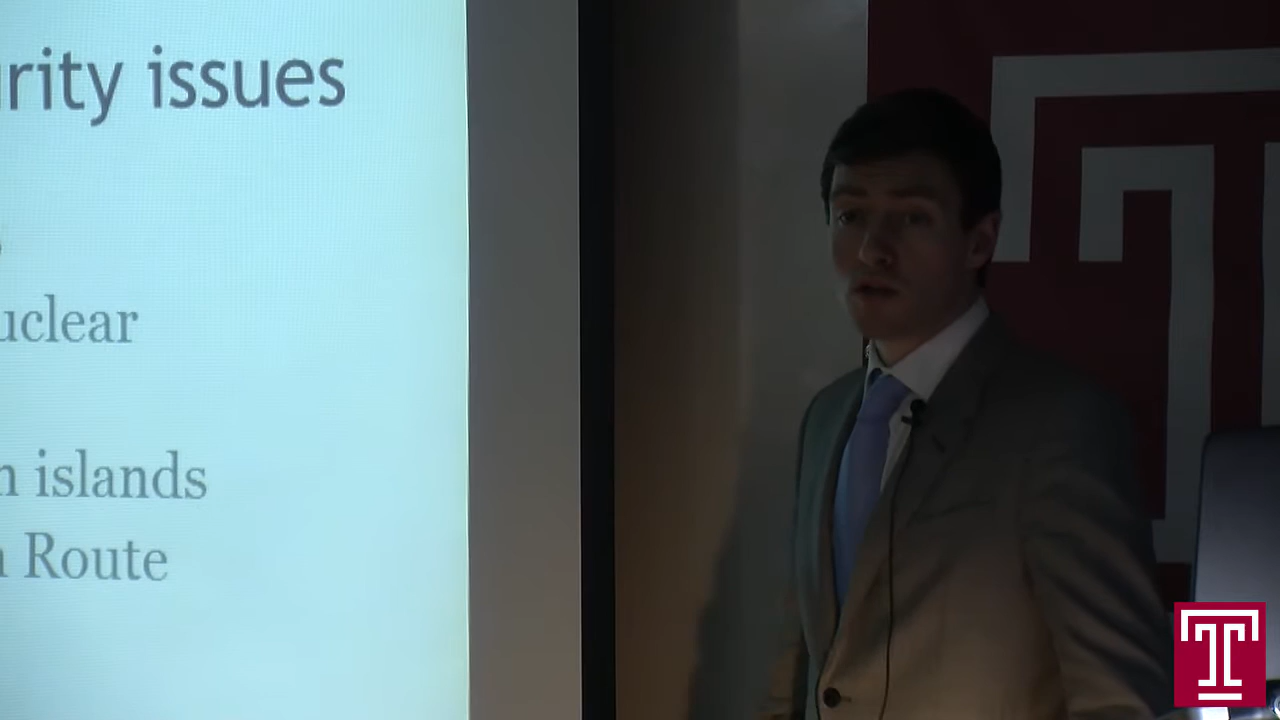 rity issues
uclear
n islands
n Route
T